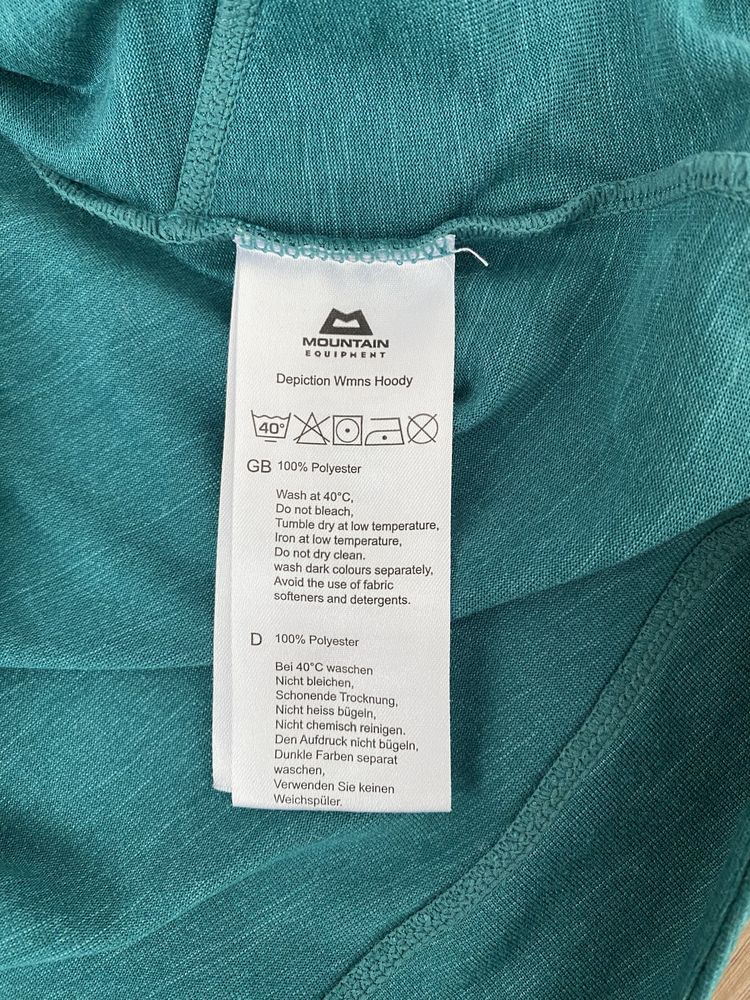 MOUNTAIN
EQUIPMENT
Depiction Wmns Hoody
40°
GB 100% Polyester
Wash at 40°C,
Do not bleach,
Tumble dry at low temperature,
Iron at low temperature,
Do not dry clean.
wash dark colours separately,
Avoid the use of fabric
softeners and detergents.
D 100% Polyester
Bei 40°C waschen
Nicht bleichen,
Schonende Trocknung,
Nicht heiss bügeln,
Nicht chemisch reinigen.
Den Aufdruck nicht bügeln,
Dunkle Farben separat
waschen,
Verwenden Sie keinen
Weichspüler.